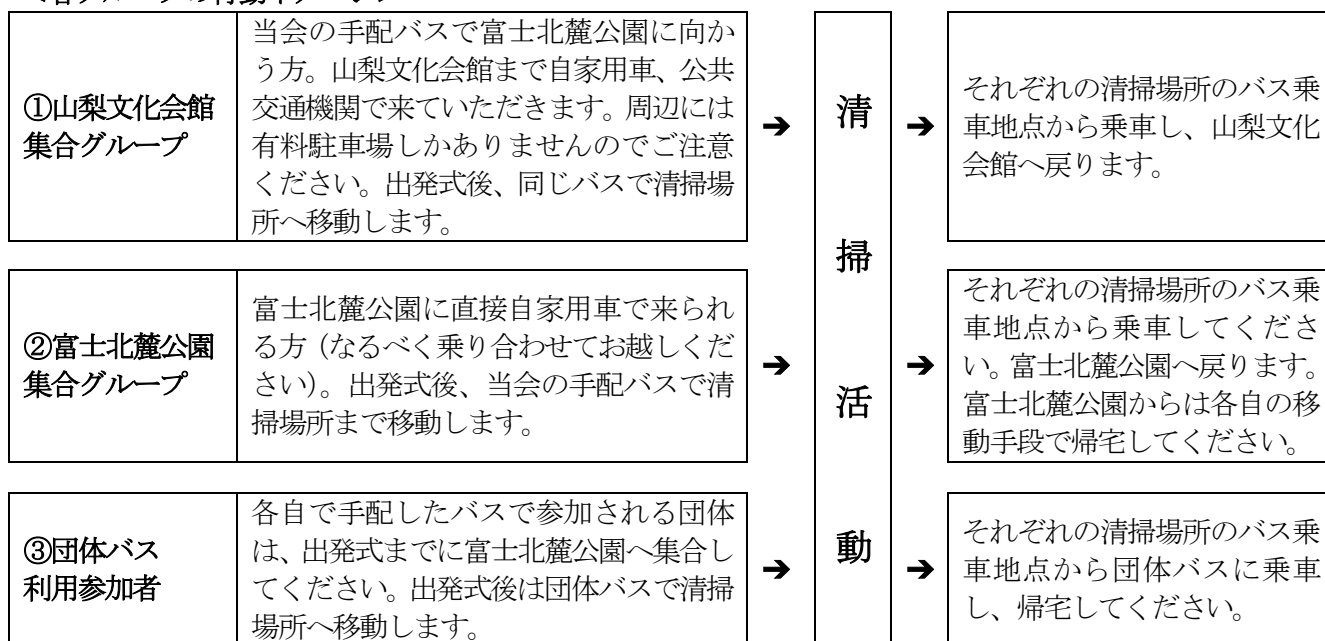 ①山梨文化会館
集合グループ
当会の手配バスで富士北麓公園に向か
う方。山梨文化会館まで自家用車、公共
交通機関で来ていただきます。周辺には
有料駐車場しかありませんのでご注意
ください。出発式後、同じバスで清掃場
所へ移動します。
➔
清
掃
活
動
➔
それぞれの清掃場所のバス乗
車地点から乗車し、山梨文化
会館へ戻ります。
②富士北麓公園
集合グループ
富士北麓公園に直接自家用車で来られ
る方（なるべく乗り合わせてお越しくだ
さい）。出発式後、当会の手配バスで清
掃場所まで移動します。
➔
➔
それぞれの清掃場所のバス乗
車地点から乗車してくださ
い。富士北麓公園へ戻ります。
富士北麓公園からは各自の移
動手段で帰宅してください。
③団体バス
利用参加者
各自で手配したバスで参加される団体
は、出発式までに富士北麓公園へ集合し
てください。出発式後は団体バスで清掃
場所へ移動します。
➔
➔
それぞれの清掃場所のバス乗
車地点から団体バスに乗車
し、帰宅してください。